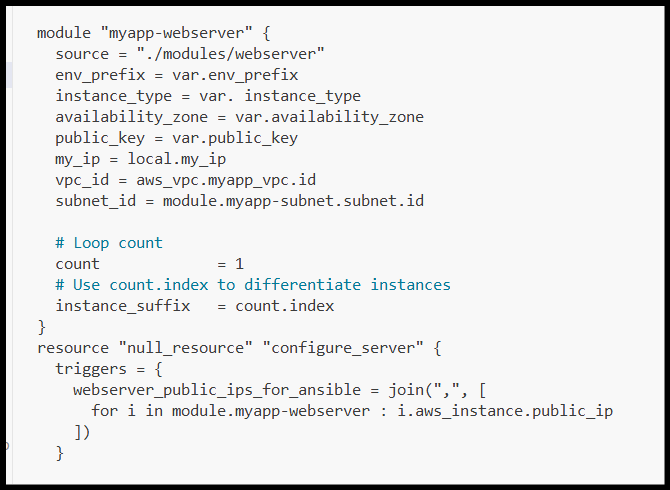 module "myapp-webserver" {
  source = "./modules/webserver"
  env_prefix = var.env_prefix
  instance_type = var. instance_type
  availability_zone = var.availability_zone
  public_key = var.public_key
  my_ip = local.my_ip
  vpc_id = aws_vpc.myapp_vpc.id
  subnet_id = module.myapp-subnet.subnet.id

  # Loop count
  count             = 1
  # Use count.index to differentiate instances
  instance_suffix   = count.index
}
resource "null_resource" "configure_server" {
  triggers = {
    webserver_public_ips_for_ansible = join(",", [
      for i in module.myapp-webserver : i.aws_instance.public_ip
    ])
  }